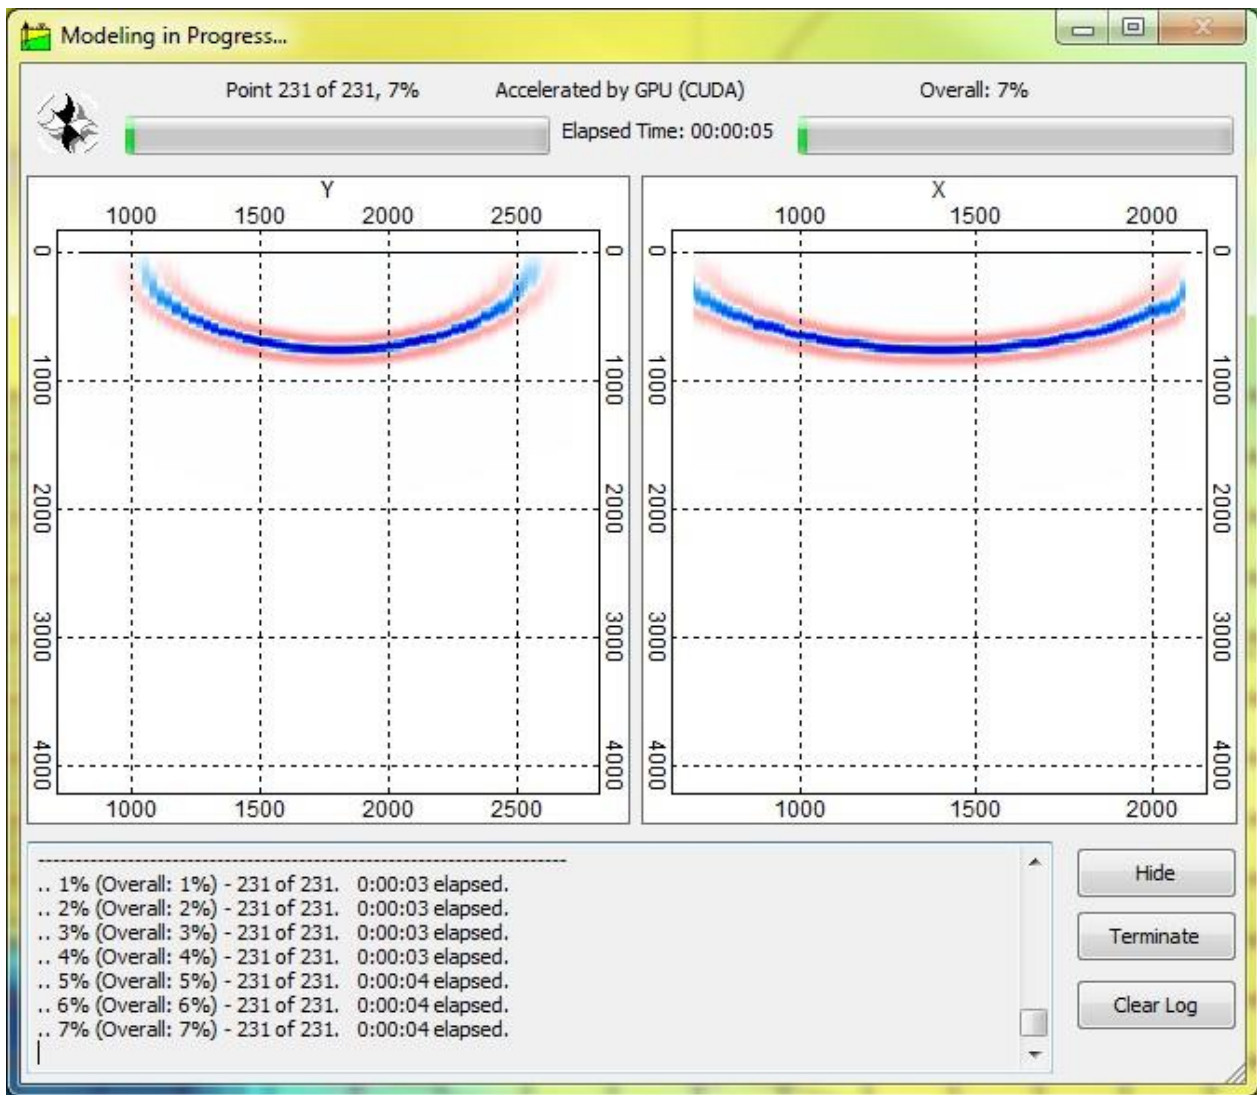 Modeling in Progress...
Point 231 of 231, 7%
Accelerated by GPU (CUDA)
Overall: 7%
Elapsed Time: 00:00:05
Y
1000 1500 2000 2500
0 0
1000 1000
2000 2000
3000 3000
4000 4000
1000 1500 2000 2500
X
1000 1500 2000
0 0
1000 1000
2000 2000
3000 3000
4000 4000
1000 1500 2000
.. 1% (Overall: 1%) - 231 of 231. 0:00:03 elapsed.
.. 2% (Overall: 2%) - 231 of 231. 0:00:03 elapsed.
.. 3% (Overall: 3%) - 231 of 231. 0:00:03 elapsed.
.. 4% (Overall: 4%) - 231 of 231. 0:00:03 elapsed.
.. 5% (Overall: 5%) - 231 of 231. 0:00:04 elapsed.
.. 6% (Overall: 6%) - 231 of 231. 0:00:04 elapsed.
.. 7% (Overall: 7%) - 231 of 231. 0:00:04 elapsed.
Hide
Terminate
Clear Log